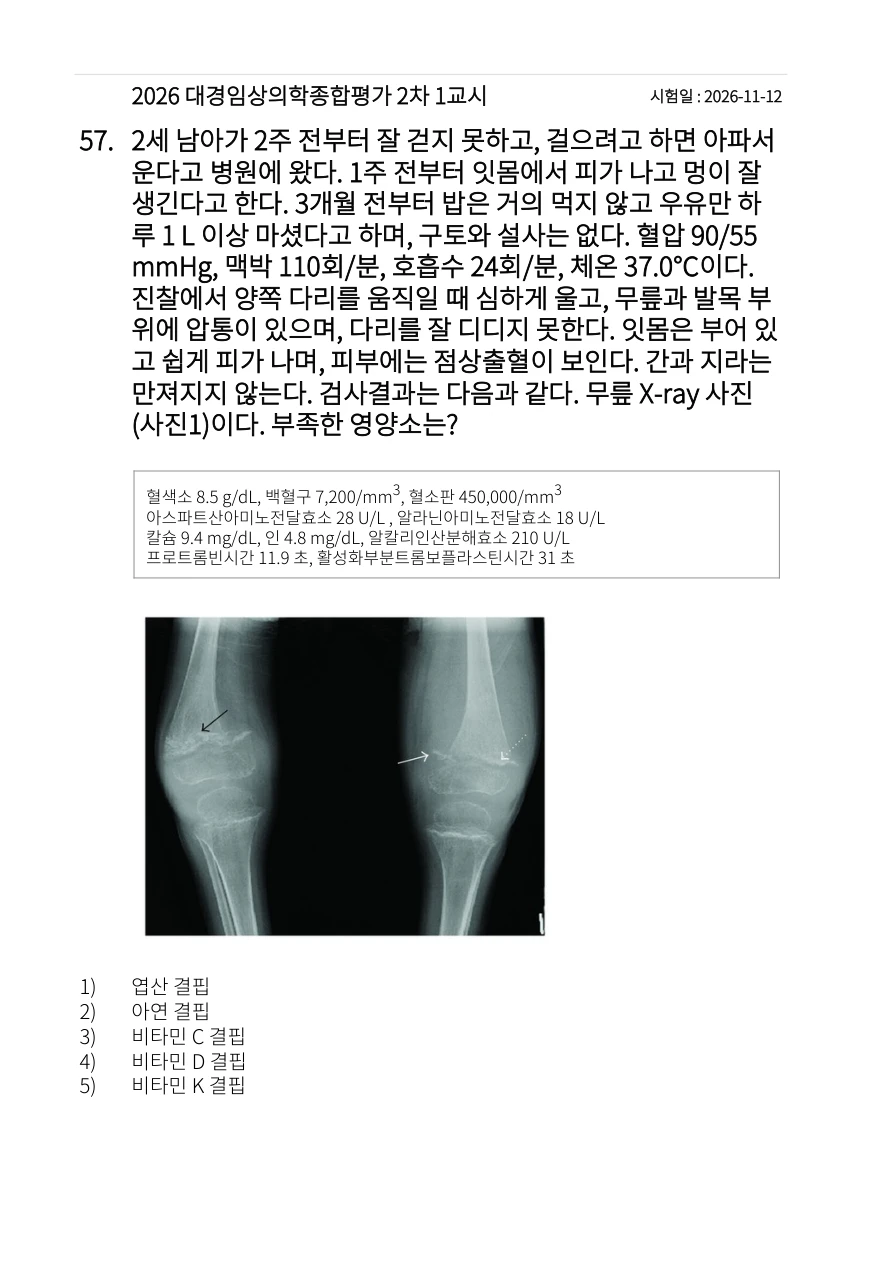 2026 대경임상의학종합평가 2차 1교시
시험일 : 2026-11-12
57. 2세 남아가 2주 전부터 잘 걷지 못하고, 걸으려고 하면 아파서
운다고 병원에 왔다. 1주 전부터 잇몸에서 피가 나고 멍이 잘
생긴다고 한다. 3개월 전부터 밥은 거의 먹지 않고 우유만 하
루 1 L 이상 마셨다고 하며, 구토와 설사는 없다. 혈압 90/55
mmHg, 맥박 110회/분, 호흡수 24회/분, 체온 37.0°C이다.
진찰에서 양쪽 다리를 움직일 때 심하게 울고, 무릎과 발목 부
위에 압통이 있으며, 다리를 잘 디디지 못한다. 잇몸은 부어 있
고 쉽게 피가 나며, 피부에는 점상출혈이 보인다. 간과 지라는
만져지지 않는다. 검사결과는 다음과 같다. 무릎 X-ray 사진
(사진1)이다. 부족한 영양소는?
혈색소 8.5 g/dL, 백혈구 7,200/mm³, 혈소판 450,000/mm³
아스파트산아미노전달효소 28 U/L , 알라닌아미노전달효소 18 U/L
칼슘 9.4 mg/dL, 인 4.8 mg/dL, 알칼리인산분해효소 210 U/L
프로트롬빈시간 11.9 초, 활성화부분트롬보플라스틴시간 31 초
1) 엽산 결핍
2) 아연 결핍
3) 비타민 C 결핍
4) 비타민 D 결핍
5) 비타민 K 결핍